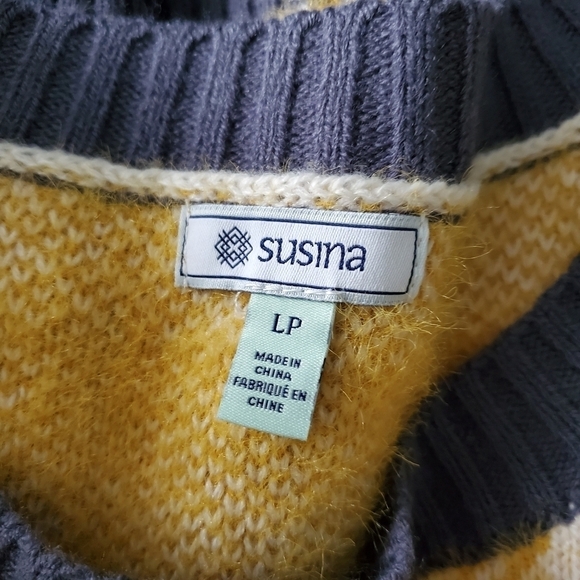 susina
LP
MADE IN
CHINA
FABRIQUÉ EN
CHINE